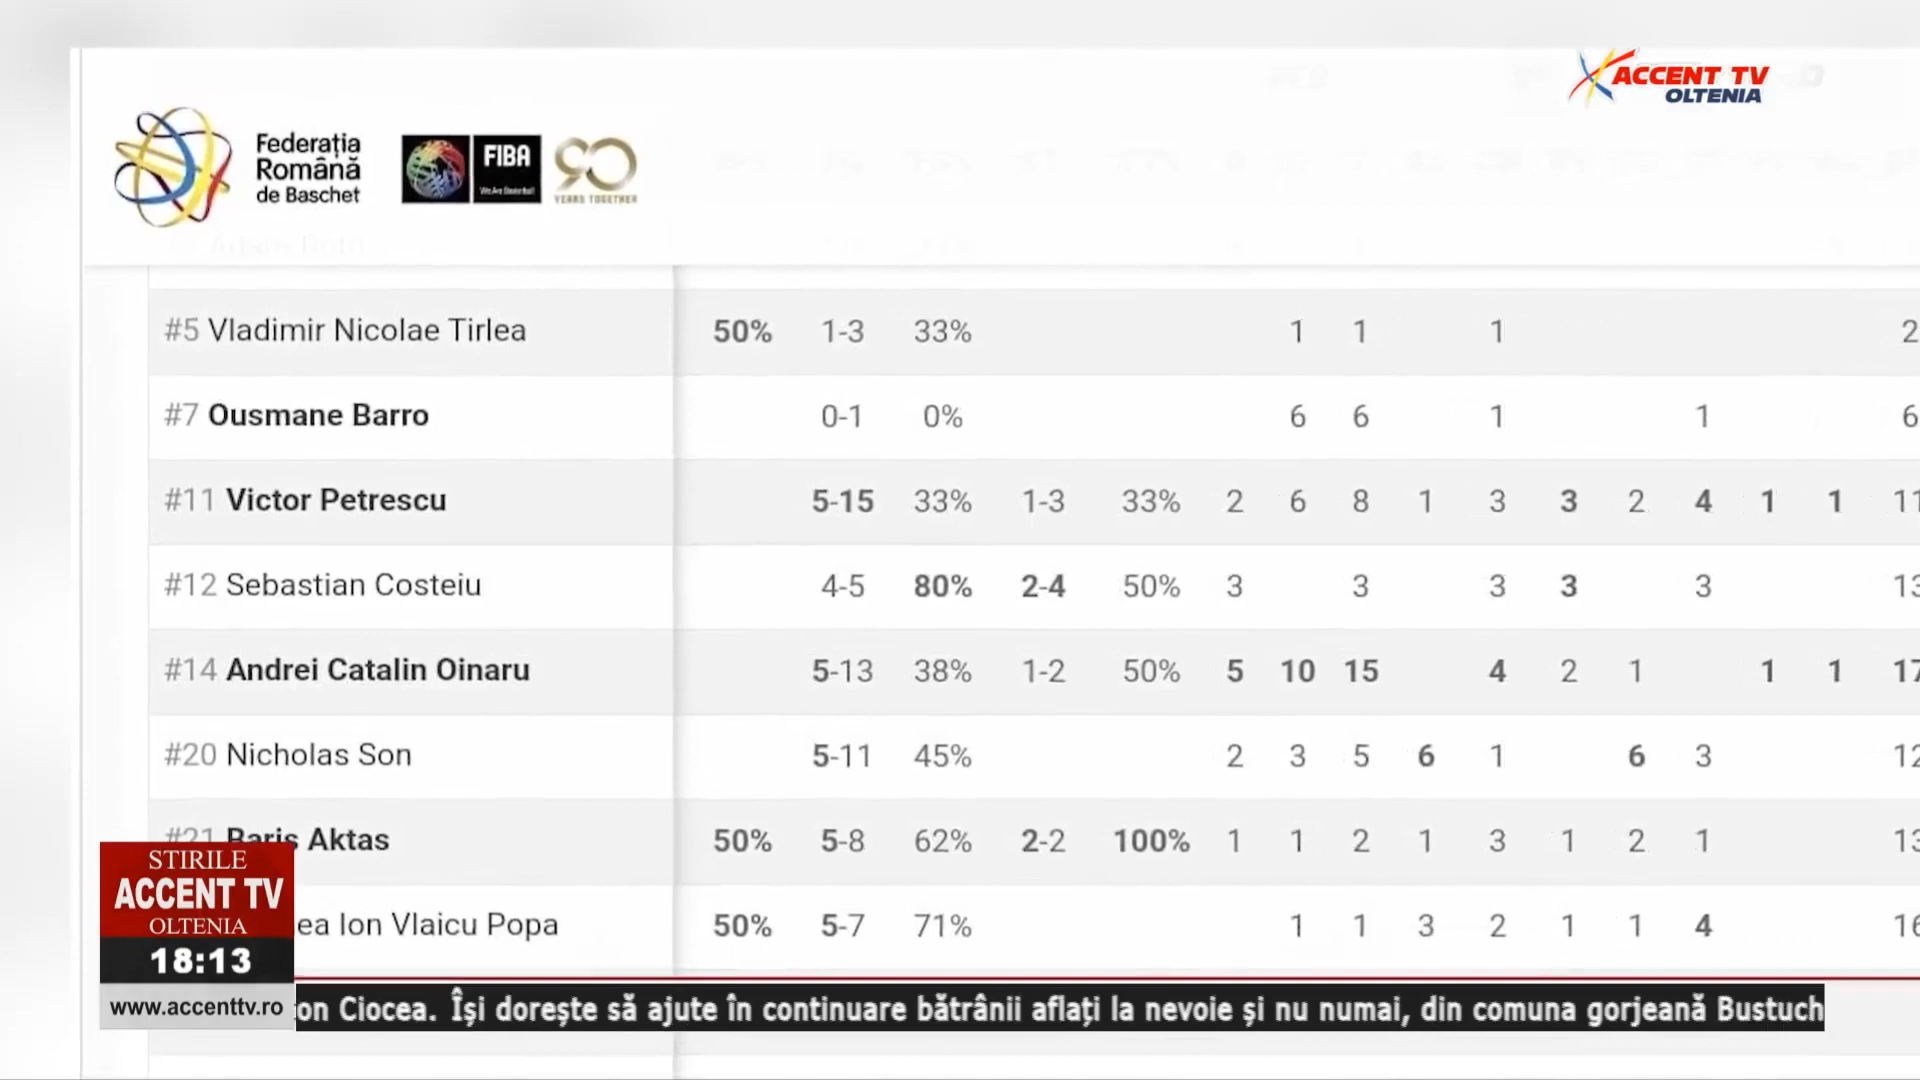 ACCENT TV
OLTENIA
Federația
Română
de Baschet
FIBA
We Are Basketball
90
YEARS TOGETHER
#5 Vladimir Nicolae Tirlea 50% 1-3 33% 1 1 1 2
#7 Ousmane Barro 0-1 0% 6 6 1 1 6
#11 Victor Petrescu 5-15 33% 1-3 33% 2 6 8 1 3 3 2 4 1 1 11
#12 Sebastian Costeiu 4-5 80% 2-4 50% 3 3 3 3 3 13
#14 Andrei Catalin Oinaru 5-13 38% 1-2 50% 5 10 15 4 2 1 1 1 17
#20 Nicholas Son 5-11 45% 2 3 5 6 1 6 3 12
#21 Baris Aktas 50% 5-8 62% 2-2 100% 1 1 2 1 3 1 2 1 13
ea Ion Vlaicu Popa 50% 5-7 71% 1 1 3 2 1 1 4 16
STIRILE
ACCENT TV
OLTENIA
18:13
www.accenttv.ro
on Ciocea. Își dorește să ajute în continuare bătrânii aflați la nevoie și nu numai, din comuna gorjeană Bustuch